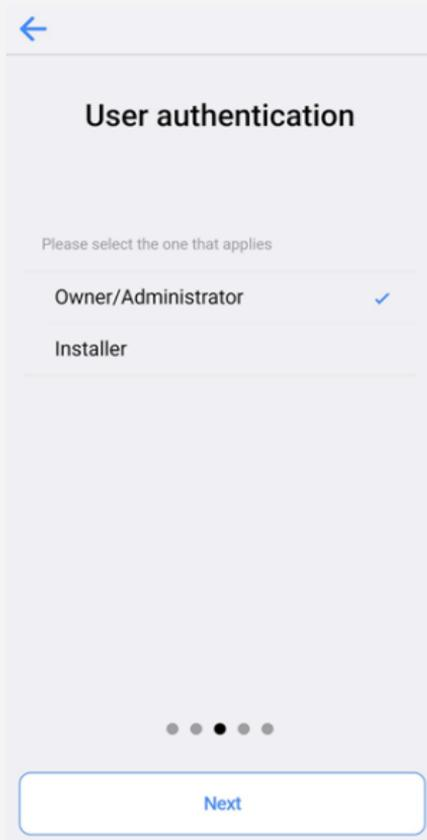 User authentication
Please select the one that applies
Owner/Administrator
Installer
Next